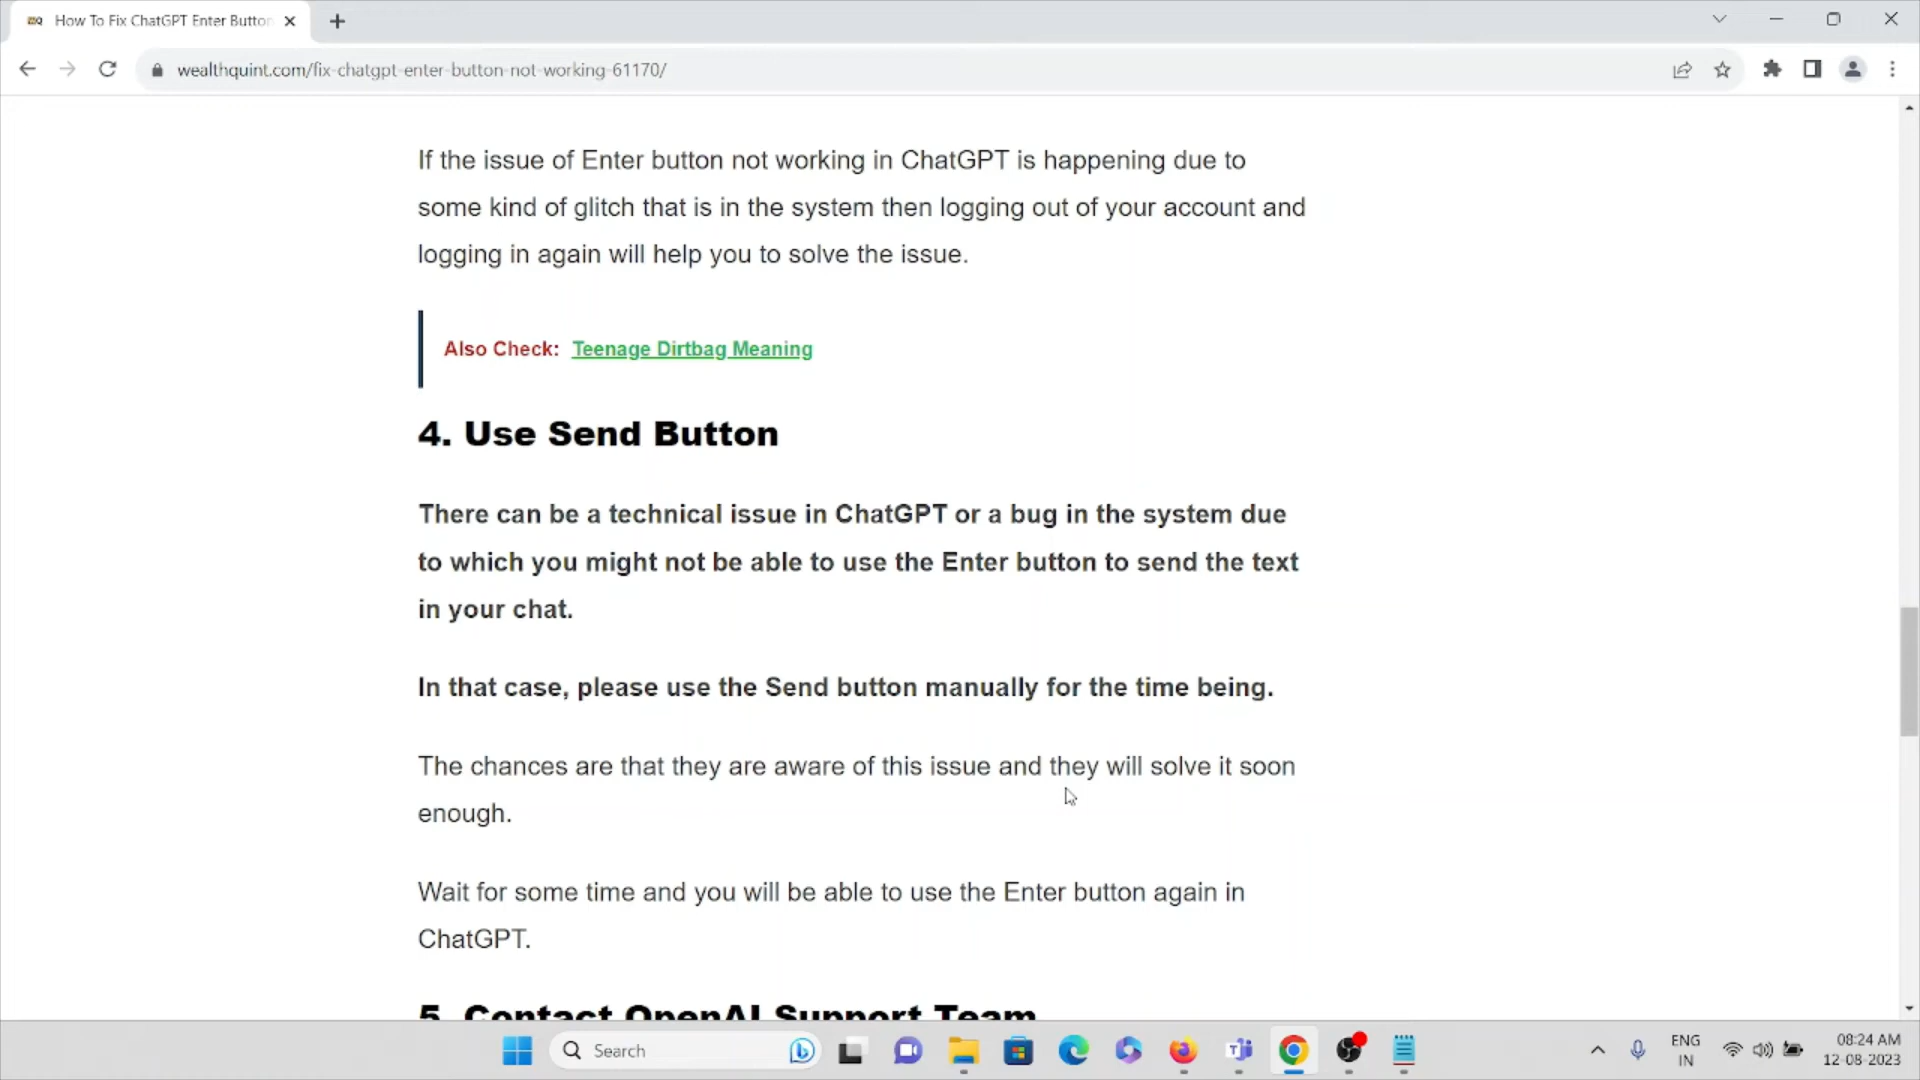 How To Fix ChatGPT Enter Button
wealthquint.com/fix-chatgpt-enter-button-not-working-61170/
If the issue of Enter button not working in ChatGPT is happening due to
some kind of glitch that is in the system then logging out of your account and
logging in again will help you to solve the issue.
Also Check: Teenage Dirtbag Meaning
4. Use Send Button
There can be a technical issue in ChatGPT or a bug in the system due
to which you might not be able to use the Enter button to send the text
in your chat.
In that case, please use the Send button manually for the time being.
The chances are that they are aware of this issue and they will solve it soon
enough.
Wait for some time and you will be able to use the Enter button again in
ChatGPT.
5. Contact OpenAI Support Team
Search
ENG
IN
08:24 AM
12-08-2023